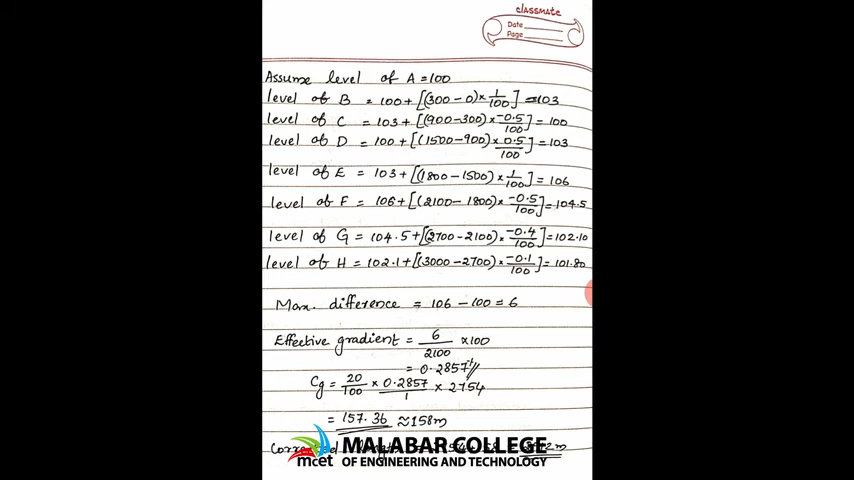 classmate
Date
Page
Assume level of A = 100
level of B = 100 + [(300 - 0) × 1/100] = 103
level of C = 103 + [(900 - 300) × -0.5/100] = 100
level of D = 100 + [(1500 - 900) × 0.5/100] = 103
level of E = 103 + [(1800 - 1500) × 1/100] = 106
level of F = 106 + [(2100 - 1800) × -0.5/100] = 104.5
level of G = 104.5 + [(2700 - 2100) × -0.4/100] = 102.10
level of H = 102.1 + [(3000 - 2700) × -0.1/100] = 101.80
Max. difference = 106 - 100 = 6
Effective gradient = 6/2100 × 100
= 0.2857
Cg = 20/100 × 0.2857/1 × 2754
= 157.36 ≈ 158m
mcet
MALABAR COLLEGE
OF ENGINEERING AND TECHNOLOGY